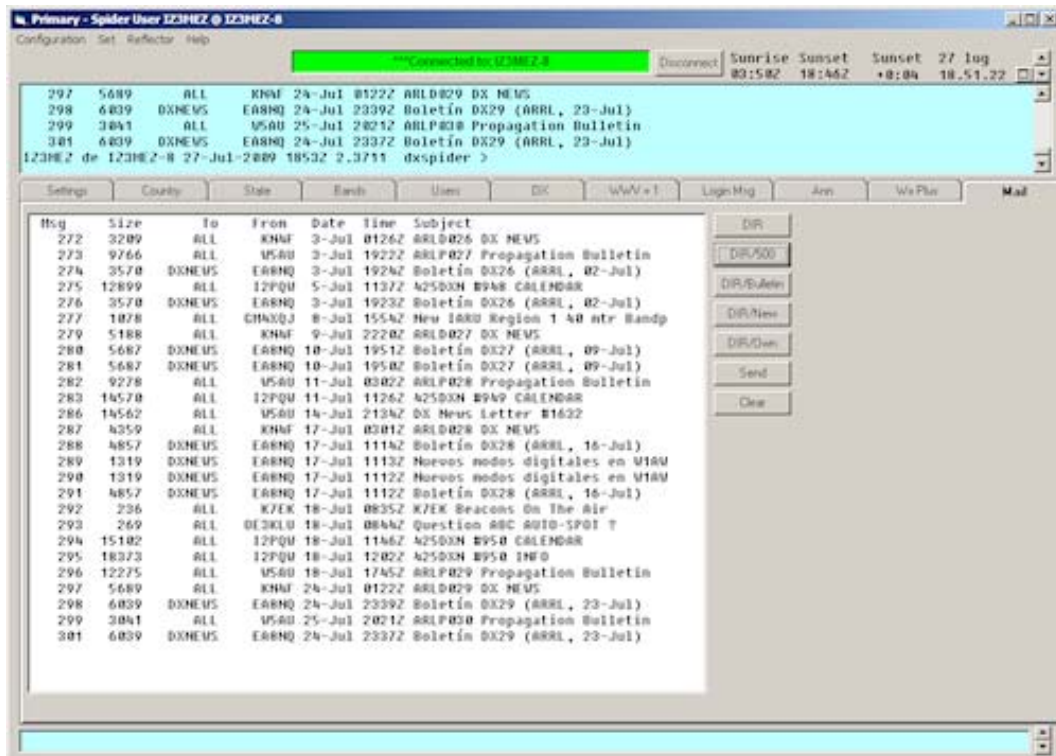 Primary - Spider User IZ3MEZ @ IZ3MEZ-8
Configuration Set Reflector Help
***Connected to: IZ3MEZ-8
Disconnect
Sunrise Sunset Sunset 27 lug
03:50Z 18:46Z +0:04 18.51.22
297 5689 ALL KN4F 24-Jul 0122Z ARLD029 DX NEWS
298 6039 DXNEWS EA8NQ 24-Jul 2339Z Boletín DX29 (ARRL, 23-Jul)
299 3041 ALL W5AU 25-Jul 2021Z ARLP030 Propagation Bulletin
301 6039 DXNEWS EA8NQ 24-Jul 2337Z Boletín DX29 (ARRL, 23-Jul)
IZ3MEZ de IZ3MEZ-8 27-Jul-2009 1853Z 2.3711 dxspider >
Settings Country State Bands Users DX WWV + 1 Login Msg Ann Wx Plus Mail
Msg Size To From Date Time Subject
272 3209 ALL KN4F 3-Jul 0126Z ARLD026 DX NEWS
273 9766 ALL W5AU 3-Jul 1922Z ARLP027 Propagation Bulletin
274 3570 DXNEWS EA8NQ 3-Jul 1924Z Boletín DX26 (ARRL, 02-Jul)
275 12899 ALL I2PQW 5-Jul 1137Z 425DXN #948 CALENDAR
276 3570 DXNEWS EA8NQ 3-Jul 1923Z Boletín DX26 (ARRL, 02-Jul)
277 1078 ALL GM4XQJ 8-Jul 1554Z New IARU Region 1 40 mtr Bandp
279 5188 ALL KN4F 9-Jul 2220Z ARLD027 DX NEWS
280 5687 DXNEWS EA8NQ 10-Jul 1951Z Boletín DX27 (ARRL, 09-Jul)
281 5687 DXNEWS EA8NQ 10-Jul 1950Z Boletín DX27 (ARRL, 09-Jul)
282 9278 ALL W5AU 11-Jul 0302Z ARLP028 Propagation Bulletin
283 14570 ALL I2PQW 11-Jul 1126Z 425DXN #949 CALENDAR
286 14562 ALL W5AU 14-Jul 2134Z DX News Letter #1632
287 4359 ALL KN4F 17-Jul 0301Z ARLD028 DX NEWS
288 4857 DXNEWS EA8NQ 17-Jul 1114Z Boletín DX28 (ARRL, 16-Jul)
289 1319 DXNEWS EA8NQ 17-Jul 1113Z Nuevos modos digitales en W1AW
290 1319 DXNEWS EA8NQ 17-Jul 1112Z Nuevos modos digitales en W1AW
291 4857 DXNEWS EA8NQ 17-Jul 1112Z Boletín DX28 (ARRL, 16-Jul)
292 236 ALL K7EK 18-Jul 0835Z K7EK Beacons On The Air
293 269 ALL OE3KLU 18-Jul 0844Z Question ABC AUTO-SPOT ?
294 15102 ALL I2PQW 18-Jul 1146Z 425DXN #950 CALENDAR
295 18373 ALL I2PQW 18-Jul 1202Z 425DXN #950 INFO
296 12275 ALL W5AU 18-Jul 1745Z ARLP029 Propagation Bulletin
297 5689 ALL KN4F 24-Jul 0122Z ARLD029 DX NEWS
298 6039 DXNEWS EA8NQ 24-Jul 2339Z Boletín DX29 (ARRL, 23-Jul)
299 3041 ALL W5AU 25-Jul 2021Z ARLP030 Propagation Bulletin
301 6039 DXNEWS EA8NQ 24-Jul 2337Z Boletín DX29 (ARRL, 23-Jul)
DIR
DIR/500
DIR/Bulletin
DIR/New
DIR/Own
Send
Clear